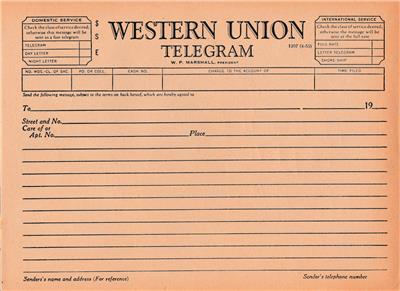 DOMESTIC SERVICE
Check the class of service desired;
otherwise this message will be
sent as a fast telegram
TELEGRAM
DAY LETTER
NIGHT LETTER
$
S
E
WESTERN UNION
TELEGRAM
1207 (4-55)
W. P. MARSHALL, PRESIDENT
INTERNATIONAL SERVICE
Check the class of service desired;
otherwise this message will be
sent at the full rate
FULL RATE
LETTER TELEGRAM
SHORE SHIP
NO. WDS.-CL. OF SVC.
PD. OR COLL.
CASH NO.
CHARGE TO THE ACCOUNT OF
TIME FILED
Send the following message, subject to the terms on back hereof, which are hereby agreed to
To
19
Street and No.
Care of or
Apt. No.
Place
Sender's name and address (For reference)
Sender's telephone number